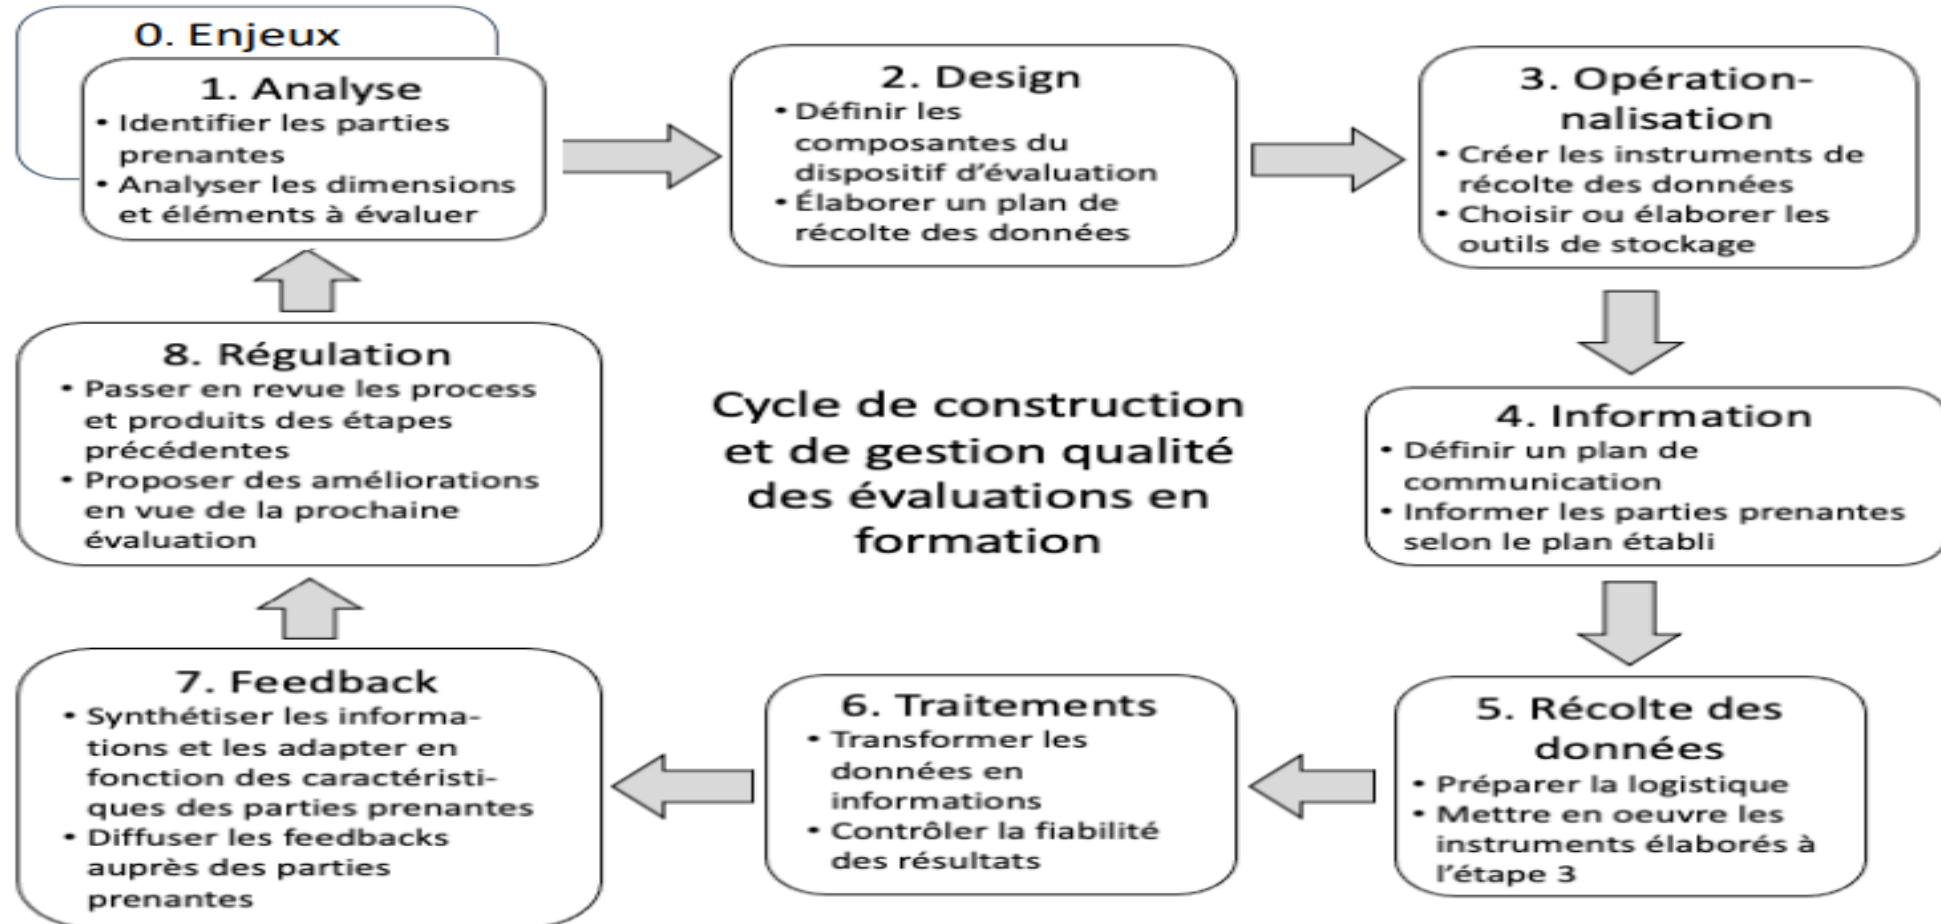 0. Enjeux
1. Analyse
• Identifier les parties
prenantes
• Analyser les dimensions
et éléments à évaluer
2. Design
• Définir les
composantes du
dispositif d’évaluation
• Élaborer un plan de
récolte des données
3. Opération-
nalisation
• Créer les instruments de
récolte des données
• Choisir ou élaborer les
outils de stockage
4. Information
• Définir un plan de
communication
• Informer les parties prenantes
selon le plan établi
5. Récolte des
données
• Préparer la logistique
• Mettre en oeuvre les
instruments élaborés à
l’étape 3
6. Traitements
• Transformer les
données en
informations
• Contrôler la fiabilité
des résultats
7. Feedback
• Synthétiser les informa-
tions et les adapter en
fonction des caractéristi-
ques des parties prenantes
• Diffuser les feedbacks
auprès des parties
prenantes
8. Régulation
• Passer en revue les process
et produits des étapes
précédentes
• Proposer des améliorations
en vue de la prochaine
évaluation
Cycle de construction
et de gestion qualité
des évaluations en
formation